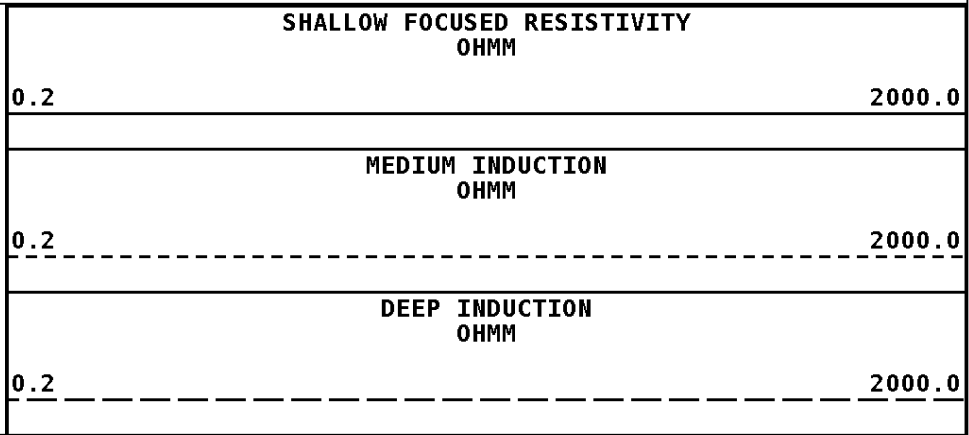 SHALLOW FOCUSED RESISTIVITY
OHMM
0.2 2000.0
MEDIUM INDUCTION
OHMM
0.2 2000.0
DEEP INDUCTION
OHMM
0.2 2000.0